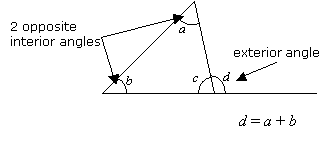 2 opposite
interior angles
a
exterior angle
b
c
d
d = a + b